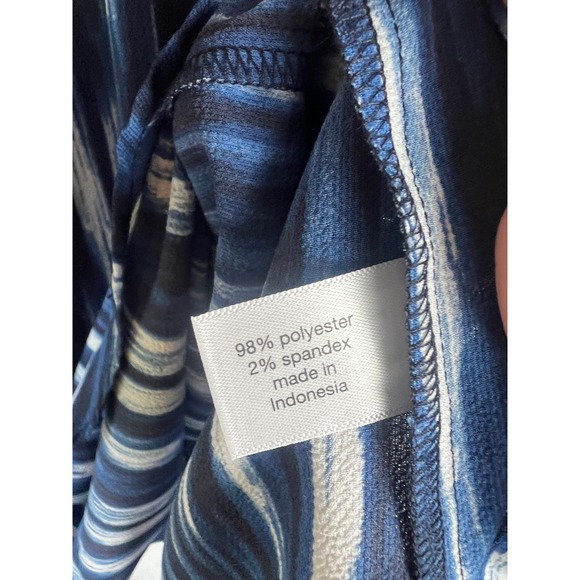 98% polyester
2% spandex
made in
Indonesia